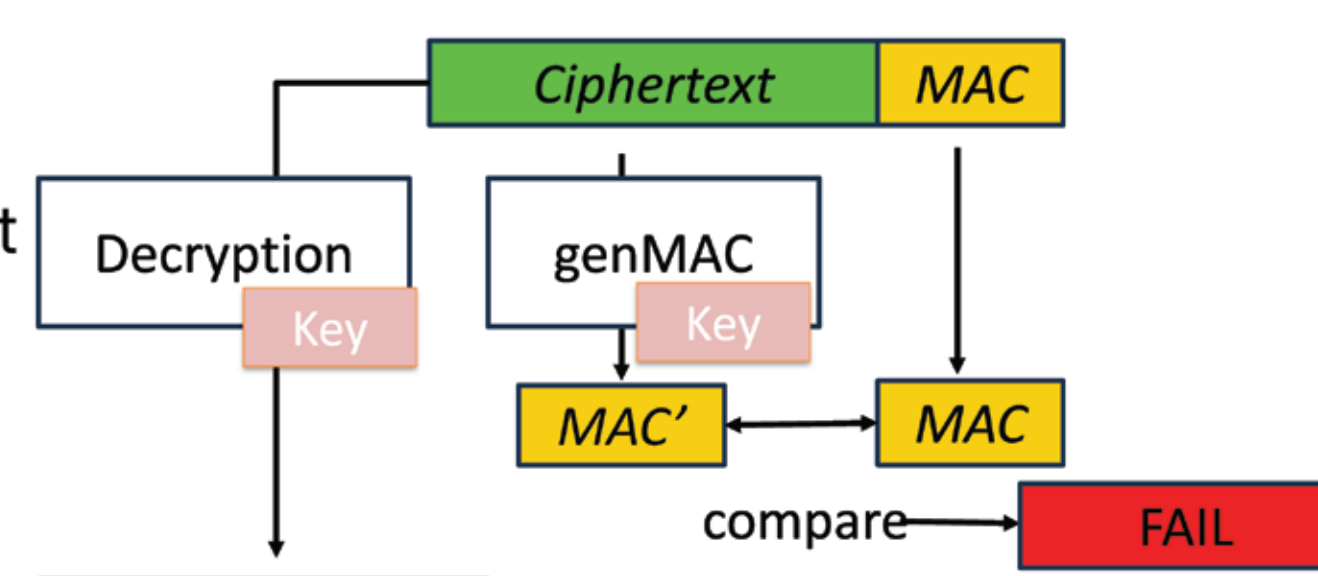 Ciphertext MAC
t
Decryption genMAC
Key Key
MAC’ MAC
compare FAIL